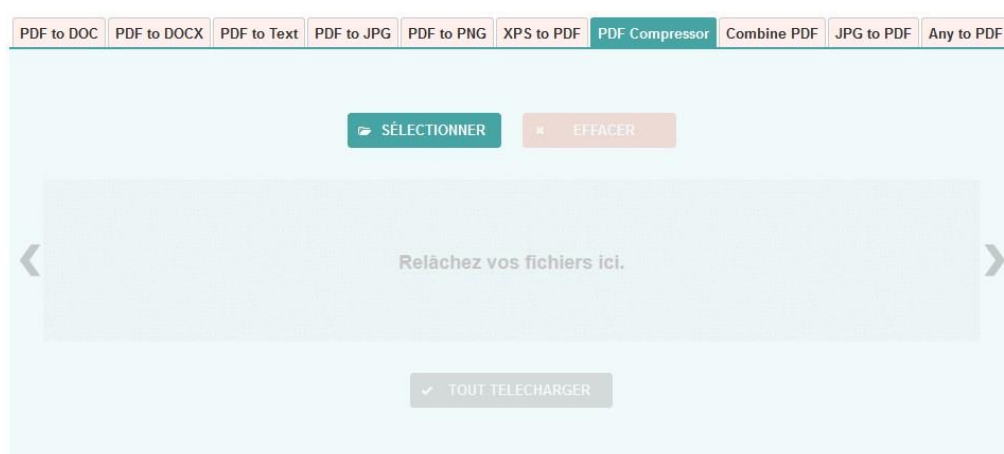 PDF to DOC PDF to DOCX PDF to Text PDF to JPG PDF to PNG XPS to PDF PDF Compressor Combine PDF JPG to PDF Any to PDF
SÉLECTIONNER EFFACER
Relâchez vos fichiers ici.
TOUT TELECHARGER